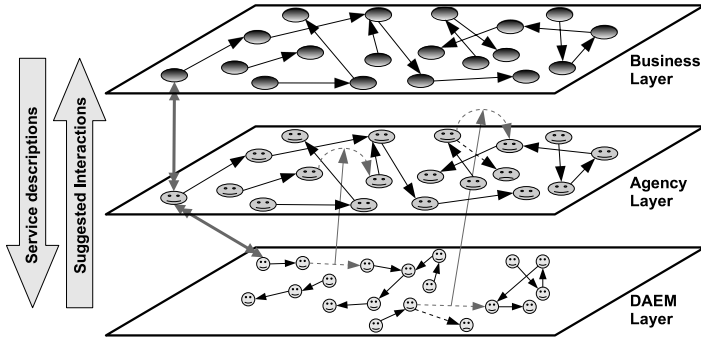 Business
Layer
Service descriptions
Suggested Interactions
Agency
Layer
DAEM
Layer